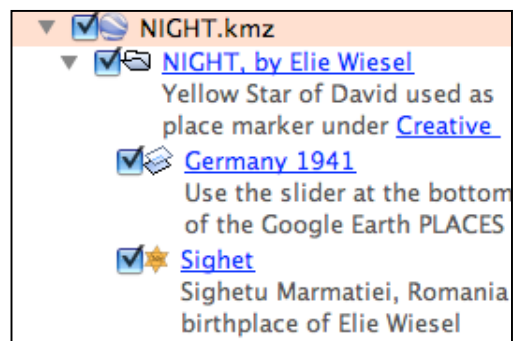 NIGHT.kmz
NIGHT, by Elie Wiesel
Yellow Star of David used as
place marker under Creative
Germany 1941
Use the slider at the bottom
of the Google Earth PLACES
Sighet
Sighetu Marmatiei, Romania
birthplace of Elie Wiesel